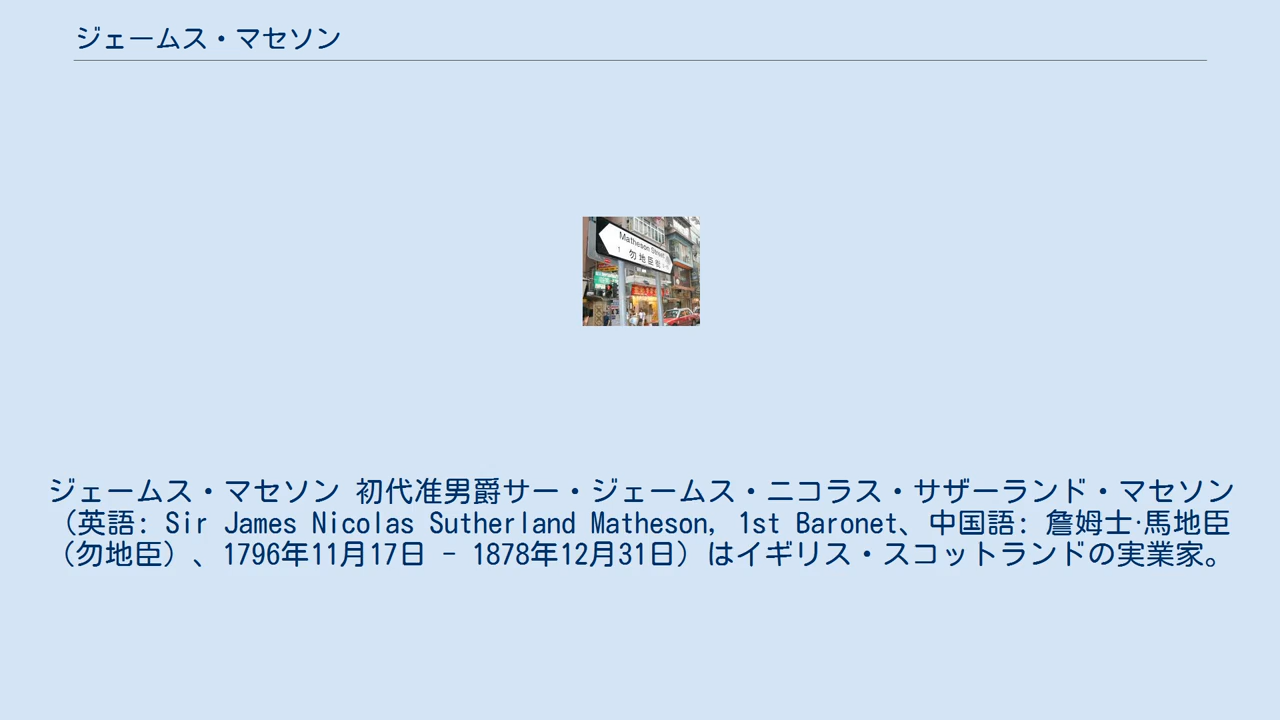 ジェームス・マセソン
Matheson Street
勿地臣街
ジェームス・マセソン 初代准男爵サー・ジェームス・ニコラス・サザーランド・マセソン
（英語: Sir James Nicolas Sutherland Matheson, 1st Baronet、中国語: 詹姆士·馬地臣
（勿地臣）、1796年11月17日 - 1878年12月31日）はイギリス・スコットランドの実業家。